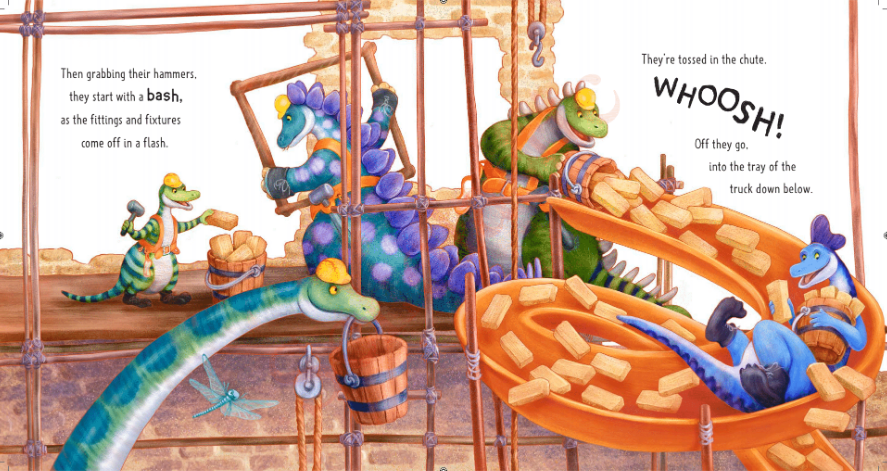 Then grabbing their hammers,
they start with a bash,
as the fittings and fixtures
come off in a flash.
They're tossed in the chute.
WHOOSH!
Off they go,
into the tray of the
truck down below.